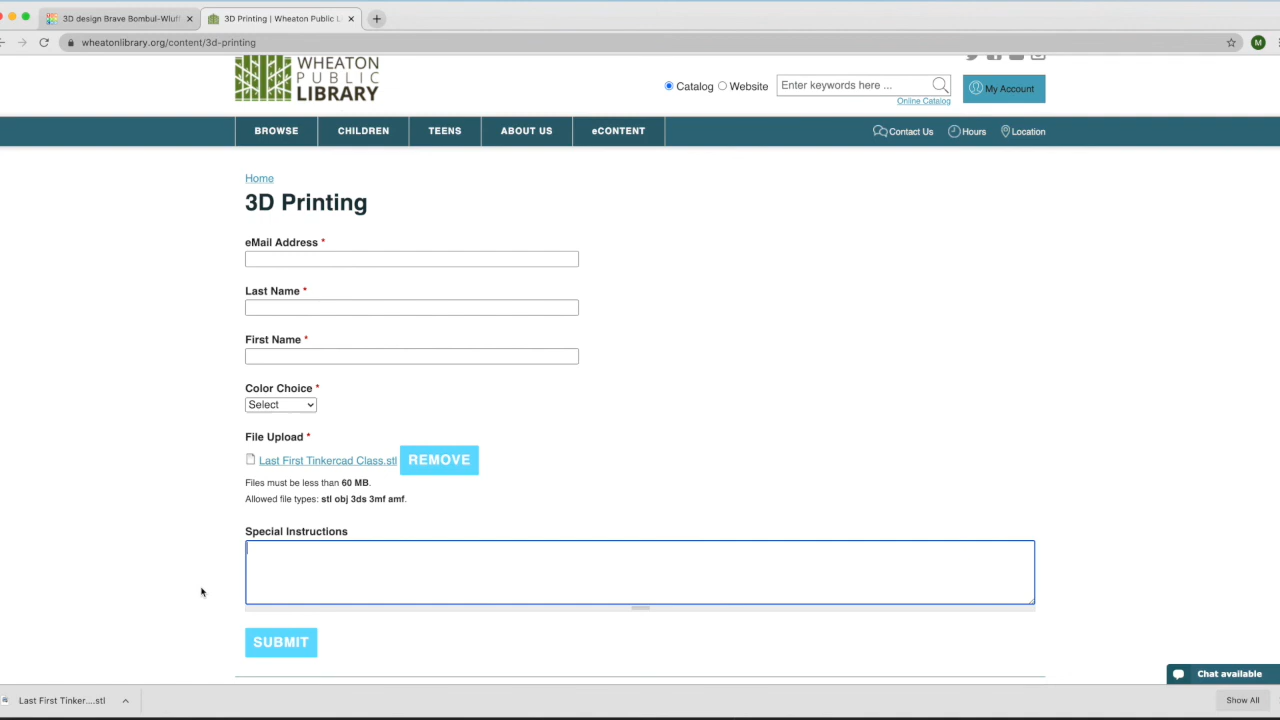 3D design Brave Bombul-Wluf
3D Printing | Wheaton Public L
wheatonlibrary.org/content/3d-printing
M
WHEATON
PUBLIC
LIBRARY
Catalog Website Enter keywords here ...
My Account
Online Catalog
BROWSE CHILDREN TEENS ABOUT US eCONTENT Contact Us Hours Location
Home
3D Printing
eMail Address *
Last Name *
First Name *
Color Choice *
Select
File Upload *
Last First Tinkercad Class.stl REMOVE
Files must be less than 60 MB.
Allowed file types: stl obj 3ds 3mf amf.
Special Instructions
SUBMIT
Chat available
Last First Tinker....stl Show All